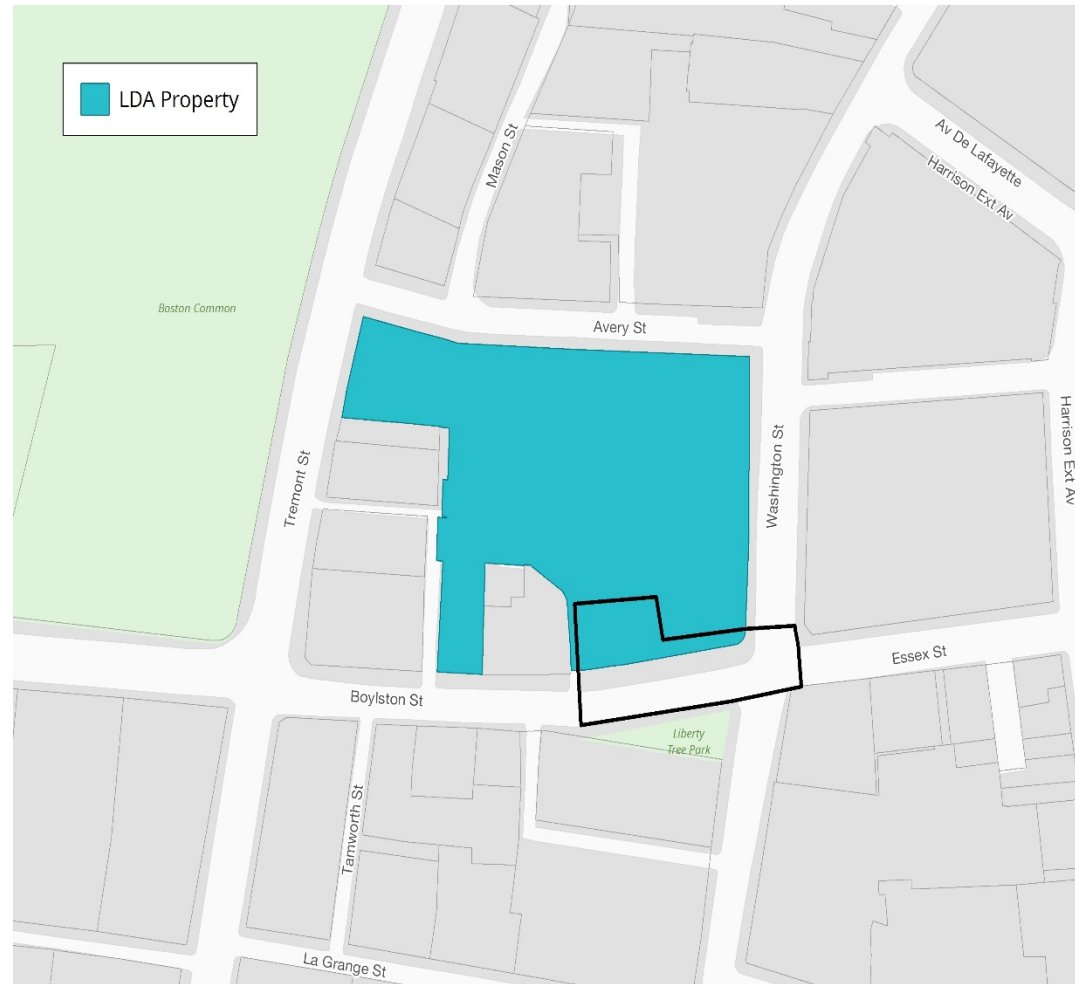 LDA Property
Mason St
Av De Lafayette
Harrison Ext Av
Boston Common
Avery St
Tremont St
Washington St
Harrison Ext Av
Essex St
Boylston St
Liberty
Tree Park
Tamworth St
La Grange St